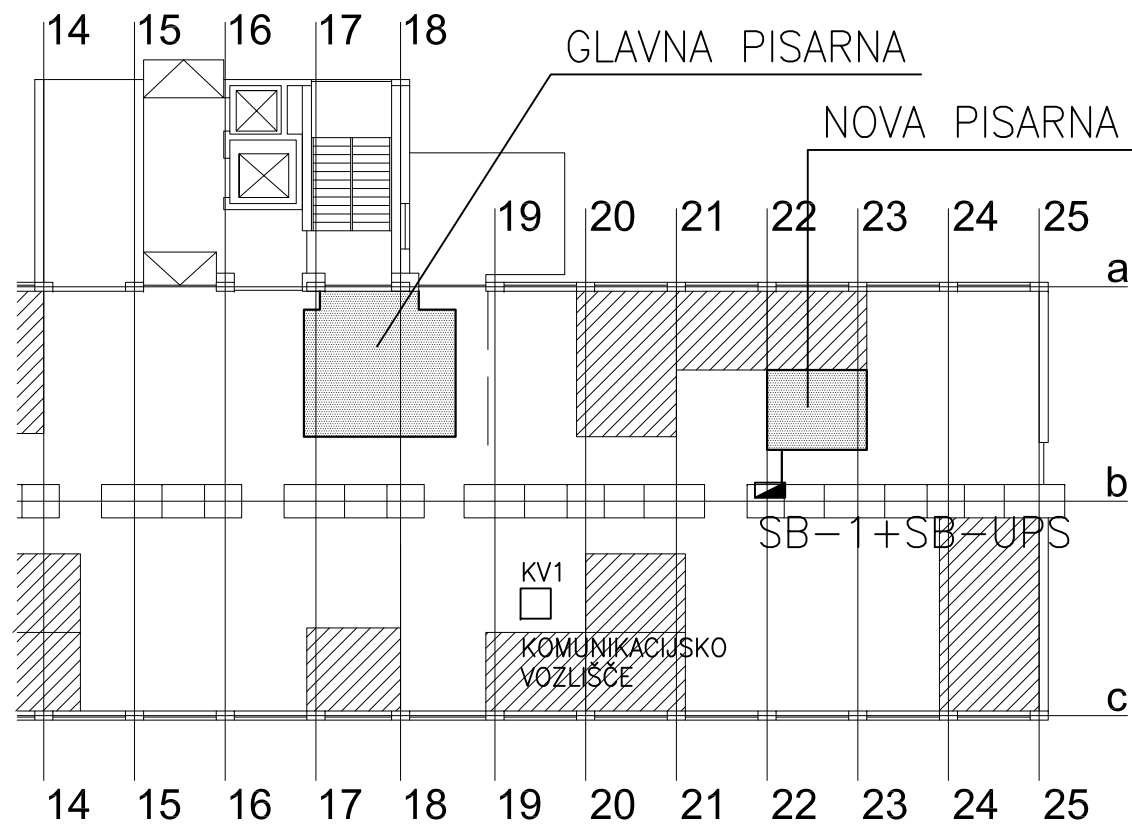 14 15 16 17 18
GLAVNA PISARNA
NOVA PISARNA
19 20 21 22 23 24 25
a
b
SB-1+SB-UPS
KV1
KOMUNIKACIJSKO
VOZLIŠČE
c
14 15 16 17 18 19 20 21 22 23 24 25